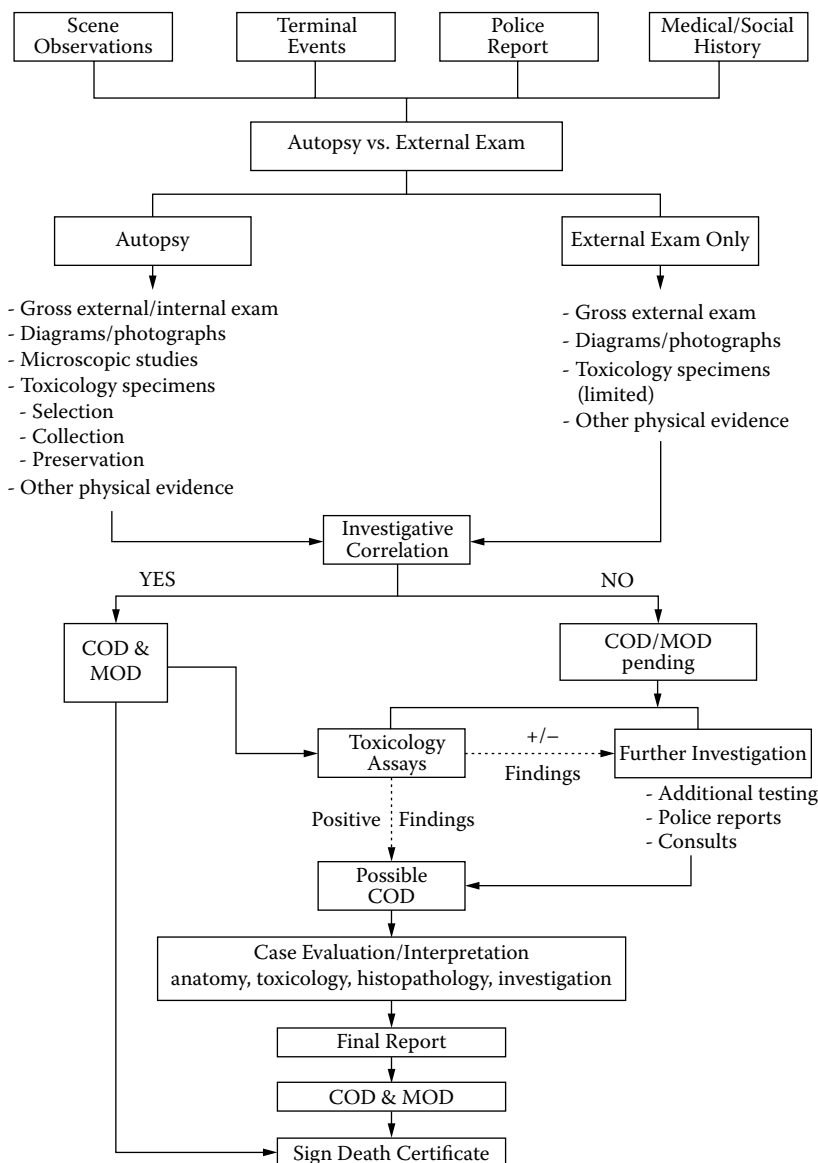 Scene
Observations
Terminal
Events
Police
Report
Medical/Social
History
Autopsy vs. External Exam
Autopsy
External Exam Only
- Gross external/internal exam
- Diagrams/photographs
- Microscopic studies
- Toxicology specimens
- Selection
- Collection
- Preservation
- Other physical evidence
- Gross external exam
- Diagrams/photographs
- Toxicology specimens
(limited)
- Other physical evidence
Investigative
Correlation
YES
NO
COD &
MOD
COD/MOD
pending
Toxicology
Assays
+/−
Findings
Further Investigation
- Additional testing
- Police reports
- Consults
Positive Findings
Possible
COD
Case Evaluation/Interpretation
anatomy, toxicology, histopathology, investigation
Final Report
COD & MOD
Sign Death Certificate